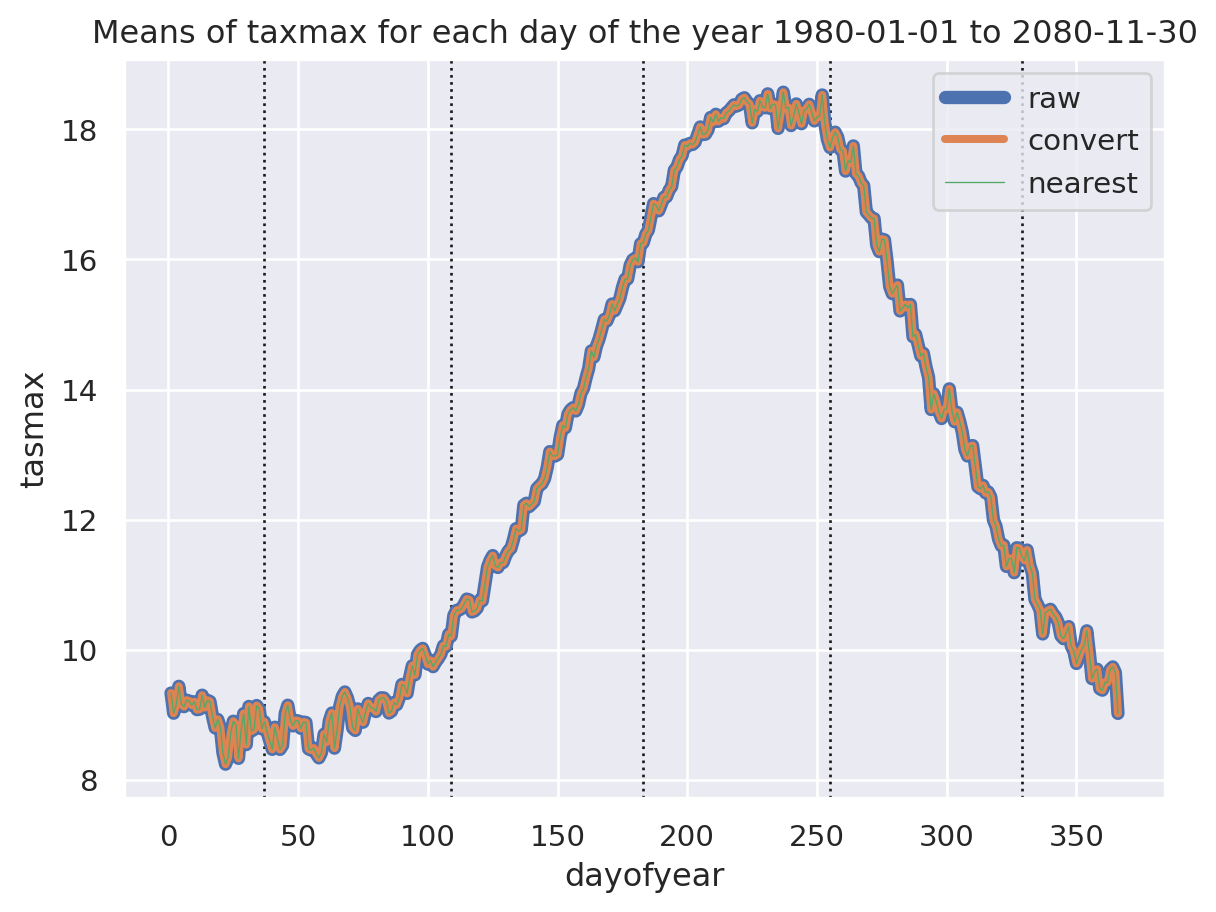 Means of taxmax for each day of the year 1980-01-01 to 2080-11-30
raw
convert
nearest
18
16
14
12
10
8
tasmax
0 50 100 150 200 250 300 350
dayofyear